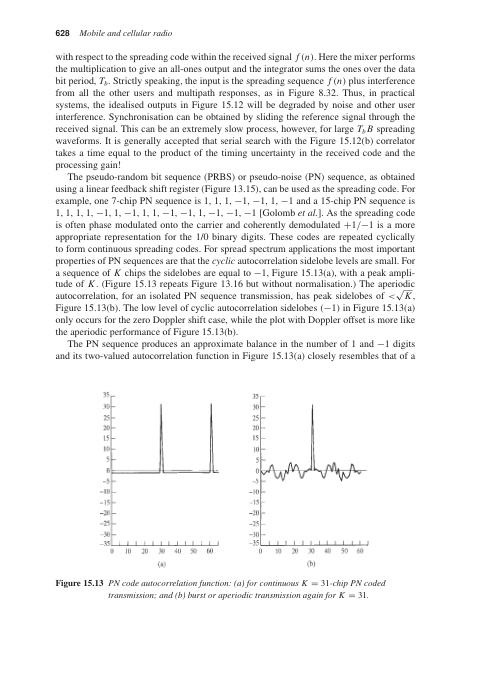 628 Mobile and cellular radio
with respect to the spreading code within the received signal f(n). Here the mixer performs
the multiplication to give an all-ones output and the integrator sums the ones over the data
bit period, T_b. Strictly speaking, the input is the spreading sequence f(n) plus interference
from all the other users and multipath responses, as in Figure 8.32. Thus, in practical
systems, the idealised outputs in Figure 15.12 will be degraded by noise and other user
interference. Synchronisation can be obtained by sliding the reference signal through the
received signal. This can be an extremely slow process, however, for large T_bB spreading
waveforms. It is generally accepted that serial search with the Figure 15.12(b) correlator
takes a time equal to the product of the timing uncertainty in the received code and the
processing gain!
The pseudo-random bit sequence (PRBS) or pseudo-noise (PN) sequence, as obtained
using a linear feedback shift register (Figure 13.15), can be used as the spreading code. For
example, one 7-chip PN sequence is 1, 1, 1, −1, −1, 1, −1 and a 15-chip PN sequence is
1, 1, 1, 1, −1, 1, −1, 1, 1, −1, −1, 1, −1, −1, −1 [Golomb et al.]. As the spreading code
is often phase modulated onto the carrier and coherently demodulated +1/−1 is a more
appropriate representation for the 1/0 binary digits. These codes are repeated cyclically
to form continuous spreading codes. For spread spectrum applications the most important
properties of PN sequences are that the cyclic autocorrelation sidelobe levels are small. For
a sequence of K chips the sidelobes are equal to −1, Figure 15.13(a), with a peak ampli-
tude of K. (Figure 15.13 repeats Figure 13.16 but without normalisation.) The aperiodic
autocorrelation, for an isolated PN sequence transmission, has peak sidelobes of <√K,
Figure 15.13(b). The low level of cyclic autocorrelation sidelobes (−1) in Figure 15.13(a)
only occurs for the zero Doppler shift case, while the plot with Doppler offset is more like
the aperiodic performance of Figure 15.13(b).
The PN sequence produces an approximate balance in the number of 1 and −1 digits
and its two-valued autocorrelation function in Figure 15.13(a) closely resembles that of a
35 35
30 30
25 25
20 20
15 15
10 10
5 5
0 0
−5 −5
−10 −10
−15 −15
−20 −20
−25 −25
−30 −30
−35 −35
0 10 20 30 40 50 60 0 10 20 30 40 50 60
(a) (b)
Figure 15.13 PN code autocorrelation function: (a) for continuous K = 31-chip PN coded
transmission; and (b) burst or aperiodic transmission again for K = 31.